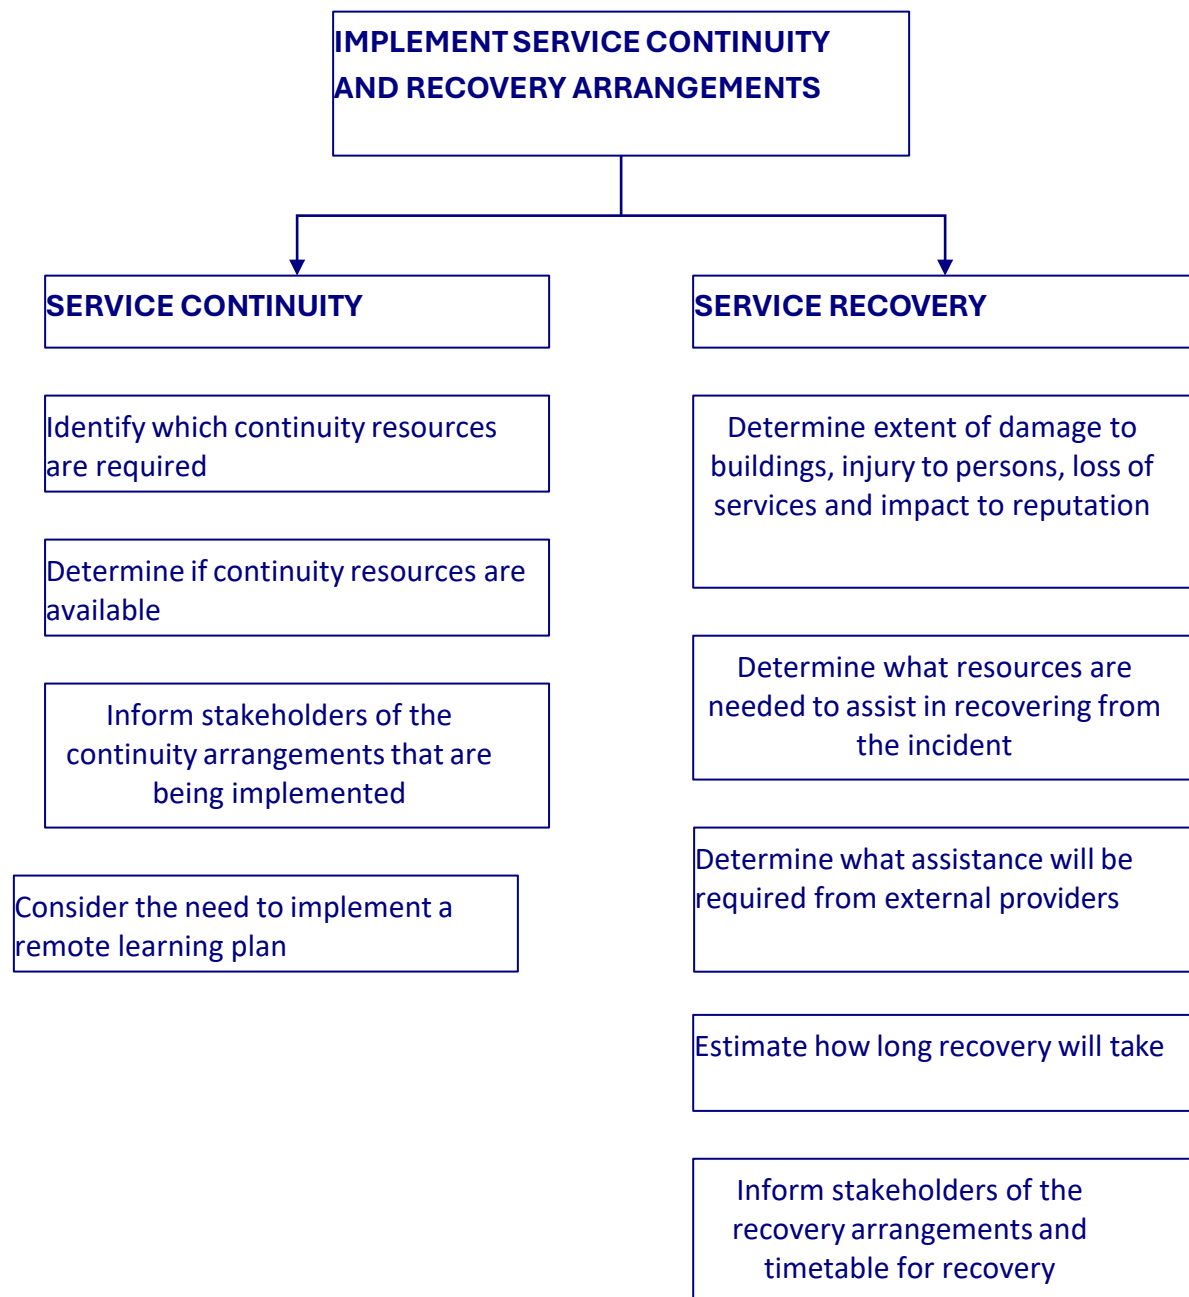 IMPLEMENT SERVICE CONTINUITY
AND RECOVERY ARRANGEMENTS
SERVICE CONTINUITY
Identify which continuity resources
are required
Determine if continuity resources are
available
Inform stakeholders of the
continuity arrangements that are
being implemented
Consider the need to implement a
remote learning plan
SERVICE RECOVERY
Determine extent of damage to
buildings, injury to persons, loss of
services and impact to reputation
Determine what resources are
needed to assist in recovering from
the incident
Determine what assistance will be
required from external providers
Estimate how long recovery will take
Inform stakeholders of the
recovery arrangements and
timetable for recovery